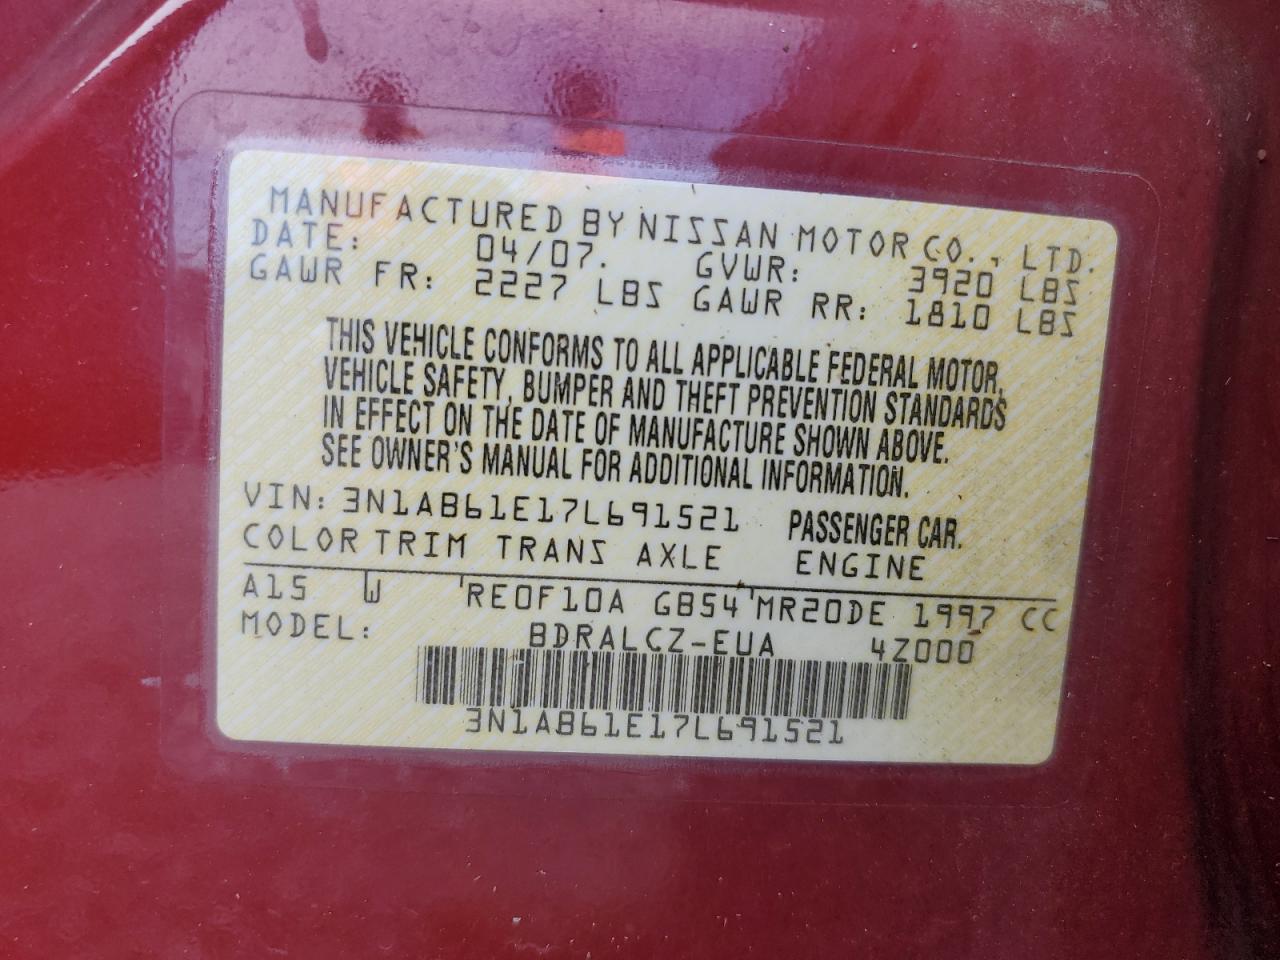 MANUFACTURED BY NISSAN MOTOR CO., LTD.
DATE: 04/07. GVWR: 3920 LBS
GAWR FR: 2227 LBS GAWR RR: 1810 LBS
THIS VEHICLE CONFORMS TO ALL APPLICABLE FEDERAL MOTOR,
VEHICLE SAFETY, BUMPER AND THEFT PREVENTION STANDARDS
IN EFFECT ON THE DATE OF MANUFACTURE SHOWN ABOVE.
SEE OWNER'S MANUAL FOR ADDITIONAL INFORMATION.
VIN: 3N1AB61E17L691521 PASSENGER CAR.
COLOR TRIM TRANS AXLE ENGINE
A15 W RE0F10A GB54 MR20DE 1997 CC
MODEL: BDRALCZ-EUA 4Z000
3N1AB61E17L691521